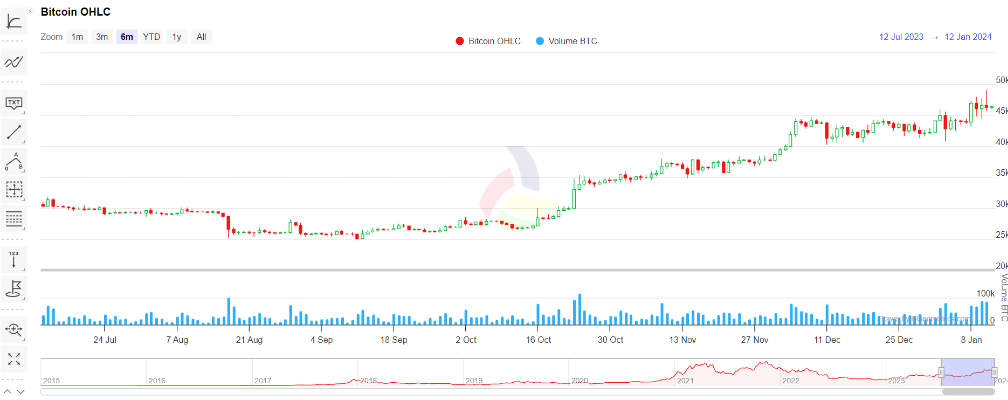 Bitcoin OHLC
Zoom 1m 3m 6m YTD 1y All
Bitcoin OHLC Volume BTC
12 Jul 2023 → 12 Jan 2024
TXT
A
0 B
123
50k
45k
40k
35k
30k
25k
20k
100k
0
Volume BTC
24 Jul 7 Aug 21 Aug 4 Sep 18 Sep 2 Oct 16 Oct 30 Oct 13 Nov 27 Nov 11 Dec 25 Dec 8 Jan
2015 2016 2017 2018 2019 2020 2021 2022 2023 2024